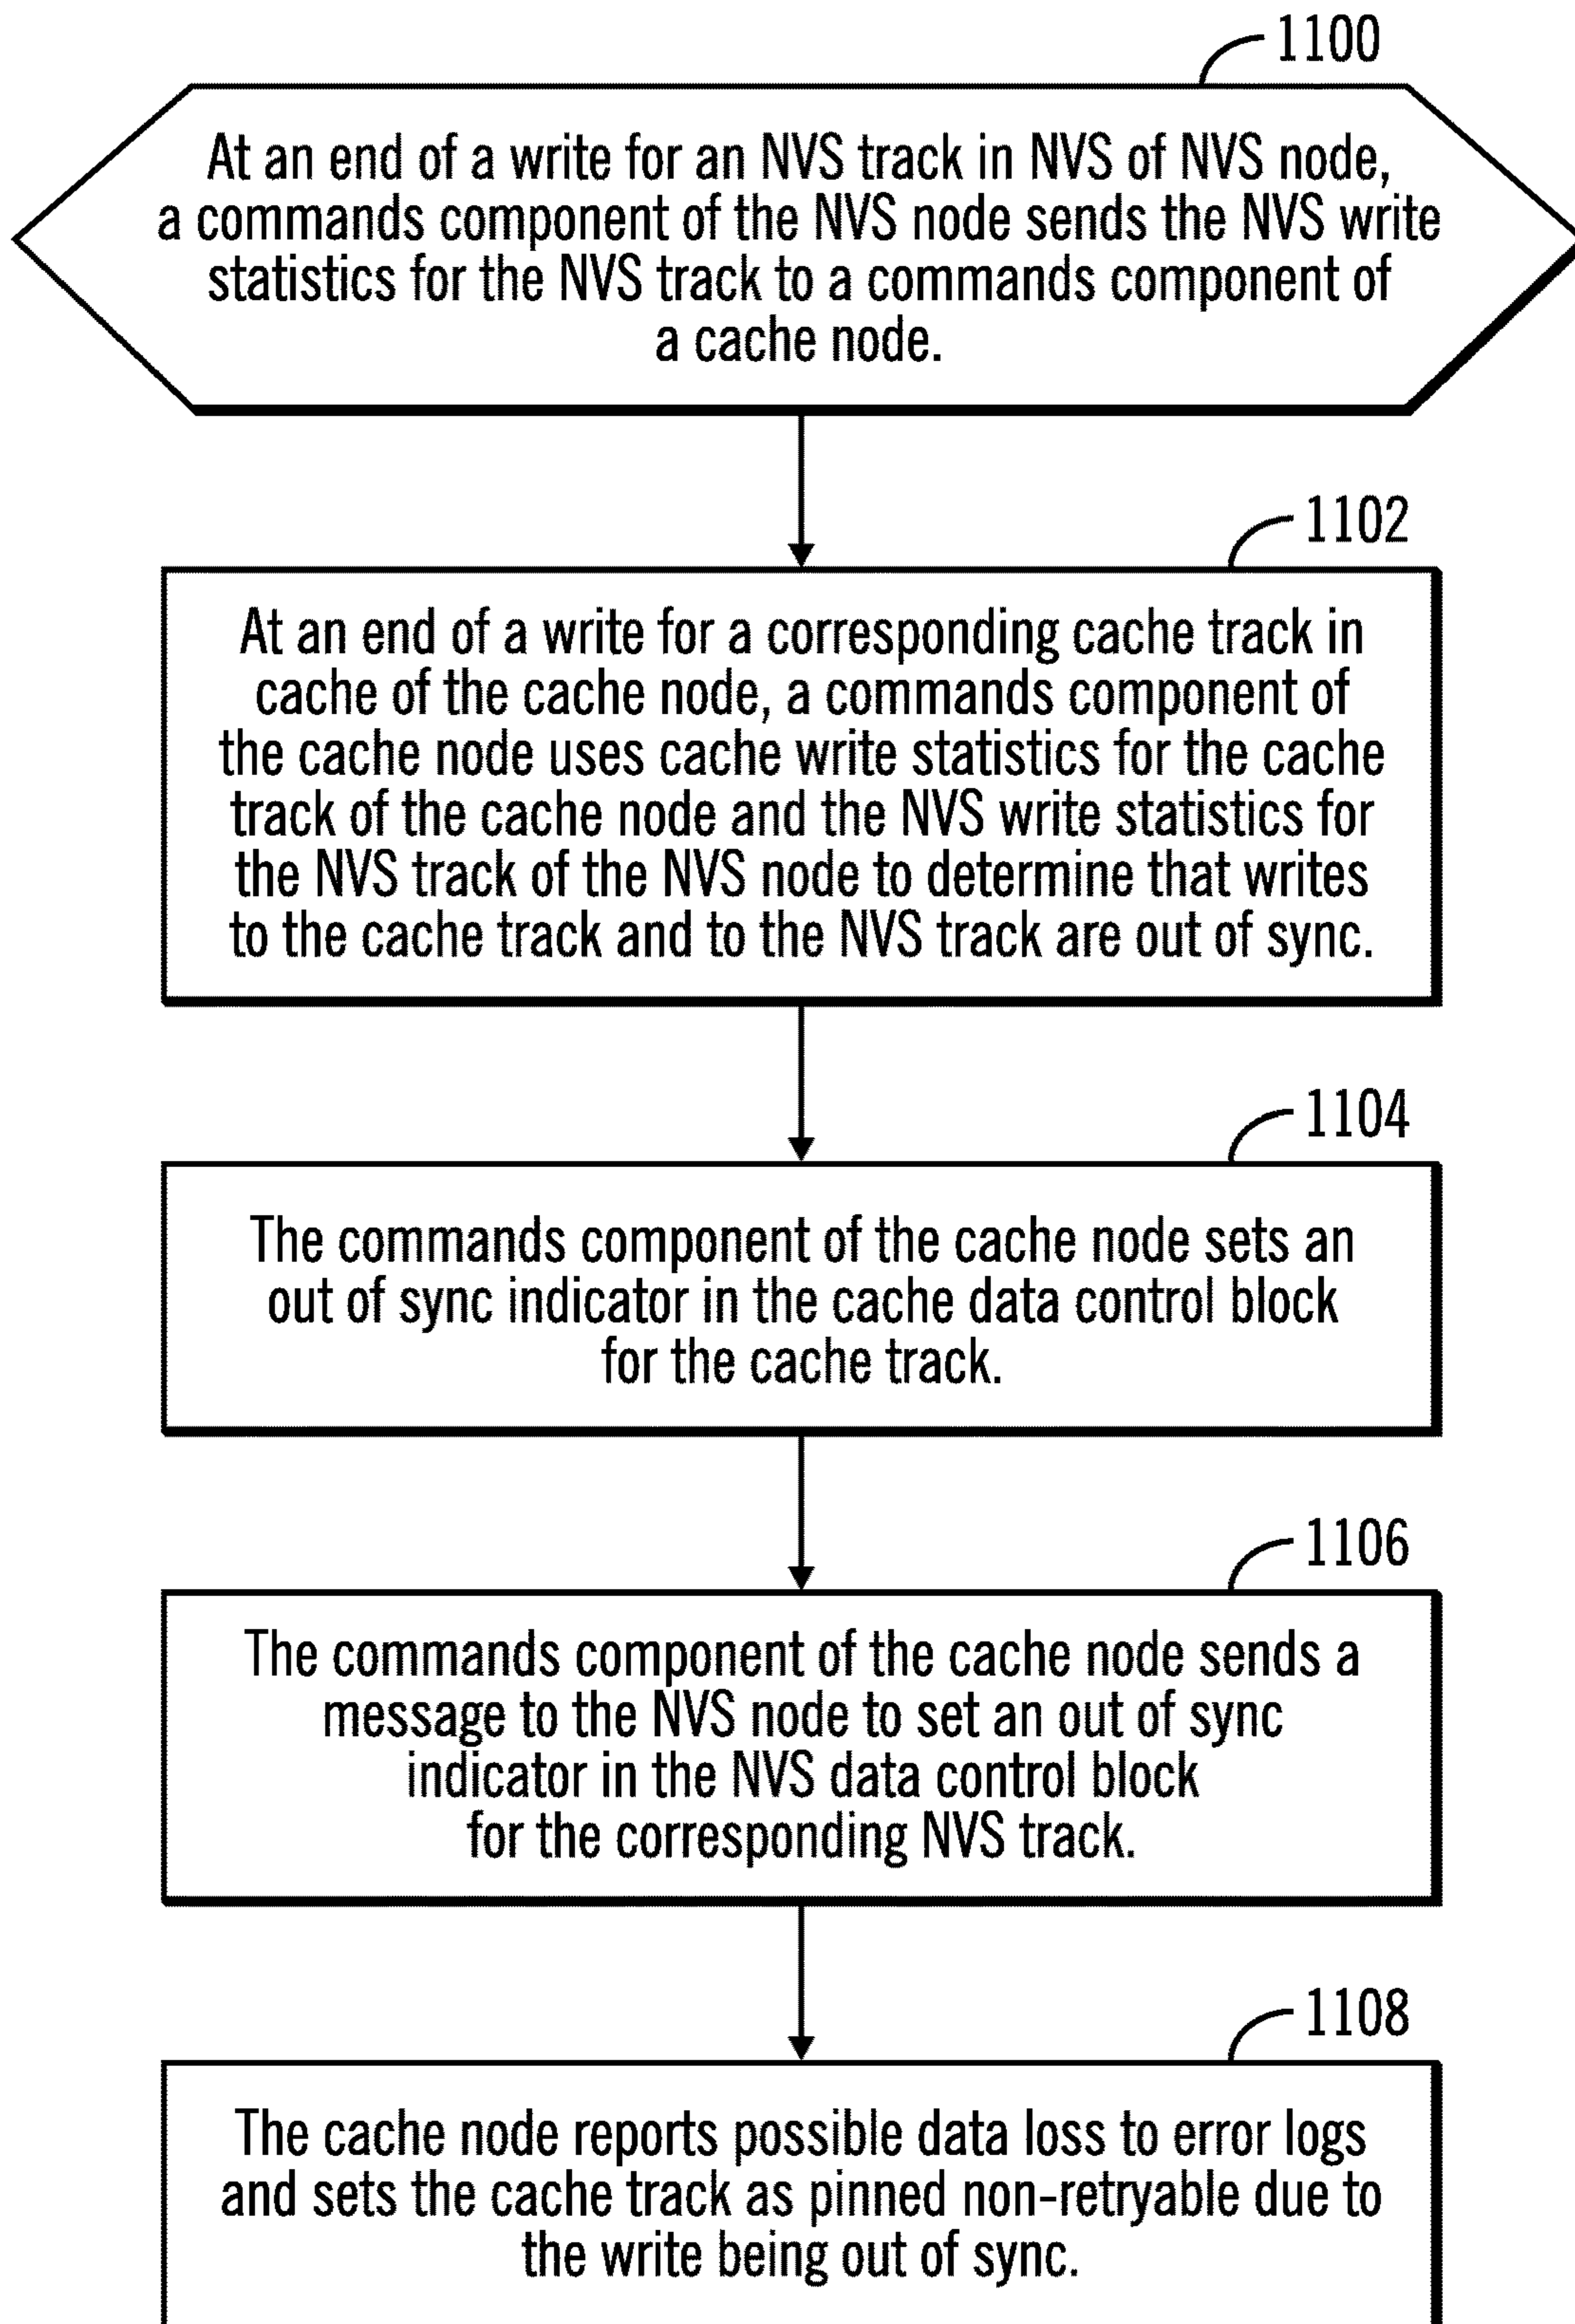 1100
At an end of a write for an NVS track in NVS of NVS node,
a commands component of the NVS node sends the NVS write
statistics for the NVS track to a commands component of
a cache node.
1102
At an end of a write for a corresponding cache track in
cache of the cache node, a commands component of
the cache node uses cache write statistics for the cache
track of the cache node and the NVS write statistics for
the NVS track of the NVS node to determine that writes
to the cache track and to the NVS track are out of sync.
1104
The commands component of the cache node sets an
out of sync indicator in the cache data control block
for the cache track.
1106
The commands component of the cache node sends a
message to the NVS node to set an out of sync
indicator in the NVS data control block
for the corresponding NVS track.
1108
The cache node reports possible data loss to error logs
and sets the cache track as pinned non-retryable due to
the write being out of sync.